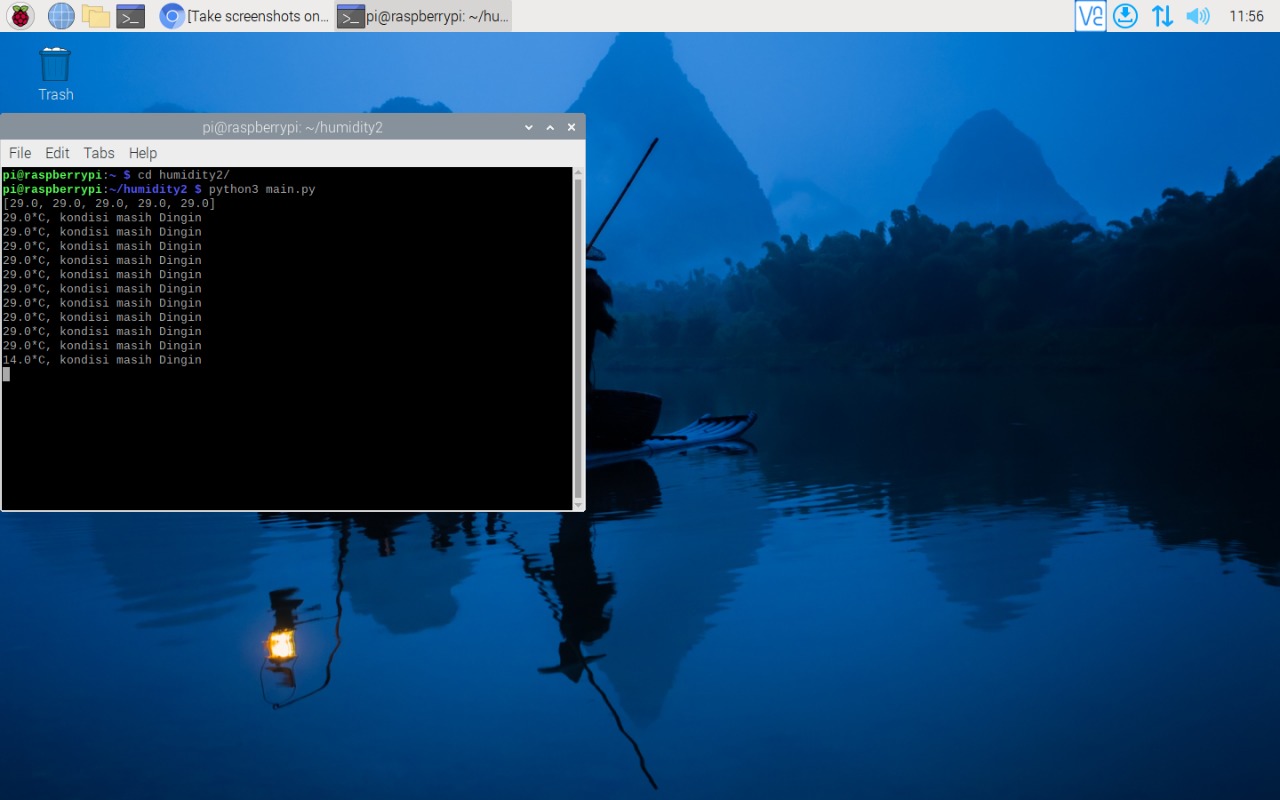 [Take screenshots on...
pi@raspberrypi: ~/hu...
11:56
Trash
pi@raspberrypi: ~/humidity2
File Edit Tabs Help
pi@raspberrypi:~ $ cd humidity2/
pi@raspberrypi:~/humidity2 $ python3 main.py
[29.0, 29.0, 29.0, 29.0, 29.0]
29.0*C, kondisi masih Dingin
29.0*C, kondisi masih Dingin
29.0*C, kondisi masih Dingin
29.0*C, kondisi masih Dingin
29.0*C, kondisi masih Dingin
29.0*C, kondisi masih Dingin
29.0*C, kondisi masih Dingin
29.0*C, kondisi masih Dingin
29.0*C, kondisi masih Dingin
29.0*C, kondisi masih Dingin
14.0*C, kondisi masih Dingin